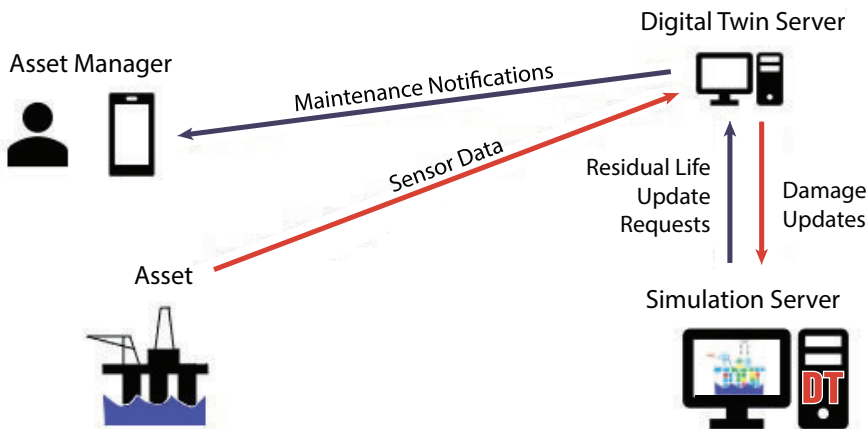 Digital Twin Server
Asset Manager
Maintenance Notifications
Sensor Data
Residual Life
Update
Requests
Damage
Updates
Asset
Simulation Server
DT